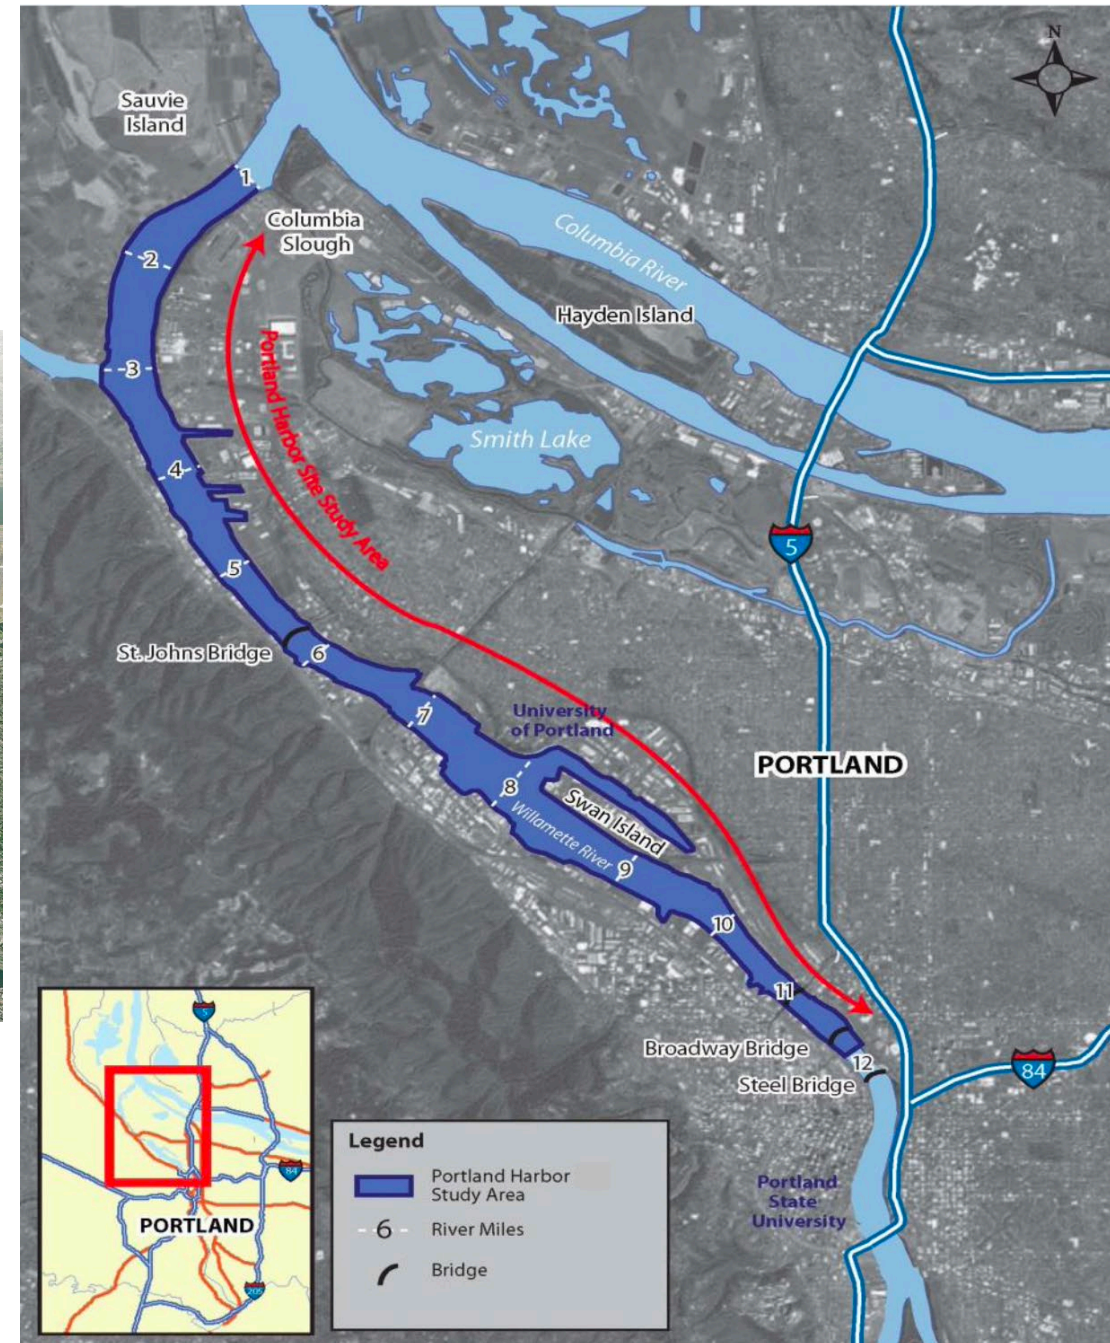 N
Sauvie
Island
1
Columbia
Slough
2
Columbia River
Hayden Island
3
Portland Harbor Site Study Area
Smith Lake
4
5
5
St. Johns Bridge
6
7
University
of Portland
PORTLAND
8
Swan Island
Willamette River
9
10
11
Broadway Bridge
12
Steel Bridge
84
5
84
PORTLAND
205
Legend
Portland Harbor
Study Area
6
River Miles
Bridge
Portland
State
University